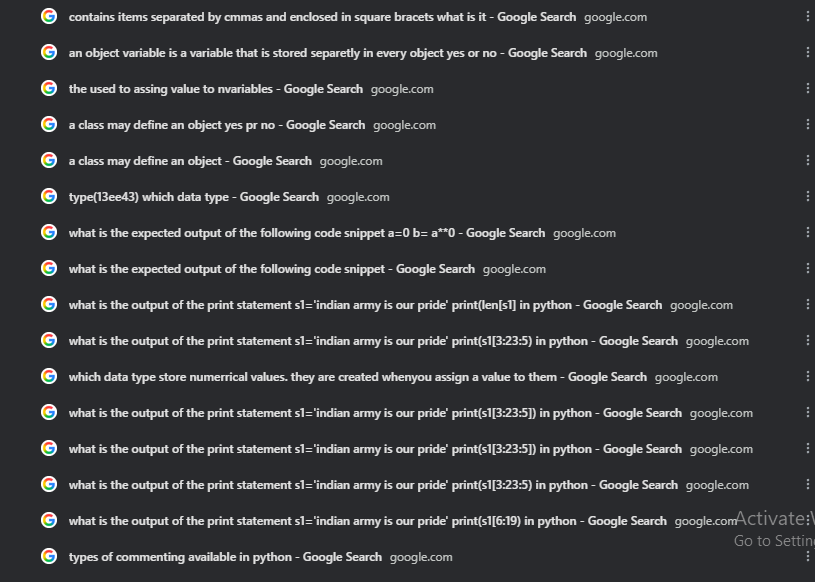 contains items separated by cmmas and enclosed in square bracets what is it - Google Search google.com
an object variable is a variable that is stored separetly in every object yes or no - Google Search google.com
the used to assing value to nvariables - Google Search google.com
a class may define an object yes pr no - Google Search google.com
a class may define an object - Google Search google.com
type(13ee43) which data type - Google Search google.com
what is the expected output of the following code snippet a=0 b= a**0 - Google Search google.com
what is the expected output of the following code snippet - Google Search google.com
what is the output of the print statement s1='indian army is our pride' print(len[s1] in python - Google Search google.com
what is the output of the print statement s1='indian army is our pride' print(s1[3:23:5) in python - Google Search google.com
which data type store numerrical values. they are created whenyou assign a value to them - Google Search google.com
what is the output of the print statement s1='indian army is our pride' print(s1[3:23:5]) in python - Google Search google.com
what is the output of the print statement s1='indian army is our pride' print(s1[3:23:5]) in python - Google Search google.com
what is the output of the print statement s1='indian army is our pride' print(s1[3:23:5) in python - Google Search google.com
what is the output of the print statement s1='indian army is our pride' print(s1[6:19) in python - Google Search google.com
Activate
Go to Settin
types of commenting available in python - Google Search google.com